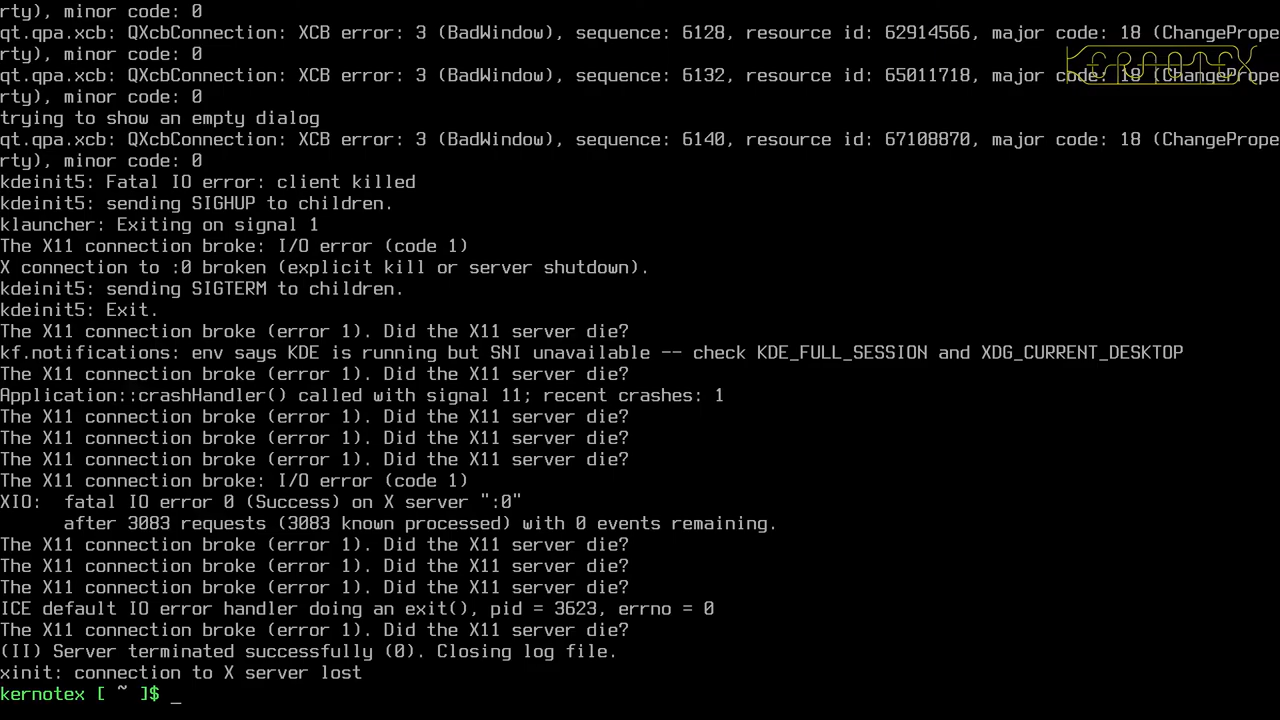 rty), minor code: 0
qt.qpa.xcb: QXcbConnection: XCB error: 3 (BadWindow), sequence: 6128, resource id: 62914566, major code: 18 (ChangePrope
rty), minor code: 0
KERNOTEX
qt.qpa.xcb: QXcbConnection: XCB error: 3 (BadWindow), sequence: 6132, resource id: 65011718, major code: 18 (ChangePrope
rty), minor code: 0
trying to show an empty dialog
qt.qpa.xcb: QXcbConnection: XCB error: 3 (BadWindow), sequence: 6140, resource id: 67108870, major code: 18 (ChangePrope
rty), minor code: 0
kdeinit5: Fatal IO error: client killed
kdeinit5: sending SIGHUP to children.
klauncher: Exiting on signal 1
The X11 connection broke: I/O error (code 1)
X connection to :0 broken (explicit kill or server shutdown).
kdeinit5: sending SIGTERM to children.
kdeinit5: Exit.
The X11 connection broke (error 1). Did the X11 server die?
kf.notifications: env says KDE is running but SNI unavailable -- check KDE_FULL_SESSION and XDG_CURRENT_DESKTOP
The X11 connection broke (error 1). Did the X11 server die?
Application::crashHandler() called with signal 11; recent crashes: 1
The X11 connection broke (error 1). Did the X11 server die?
The X11 connection broke (error 1). Did the X11 server die?
The X11 connection broke (error 1). Did the X11 server die?
The X11 connection broke: I/O error (code 1)
XIO:  fatal IO error 0 (Success) on X server ":0"
      after 3083 requests (3083 known processed) with 0 events remaining.
The X11 connection broke (error 1). Did the X11 server die?
The X11 connection broke (error 1). Did the X11 server die?
The X11 connection broke (error 1). Did the X11 server die?
ICE default IO error handler doing an exit(), pid = 3623, errno = 0
The X11 connection broke (error 1). Did the X11 server die?
(II) Server terminated successfully (0). Closing log file.
xinit: connection to X server lost
kernotex [ ~ ]$ _